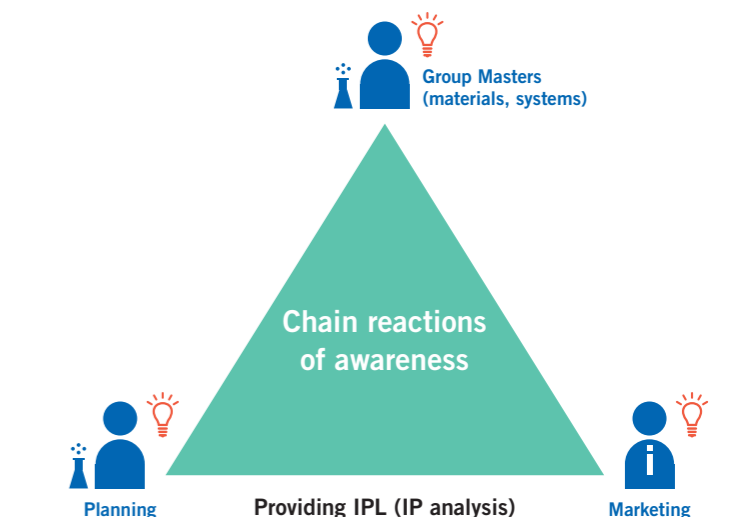 Group Masters
(materials, systems)
Chain reactions
of awareness
i
Planning
Providing IPL (IP analysis)
Marketing